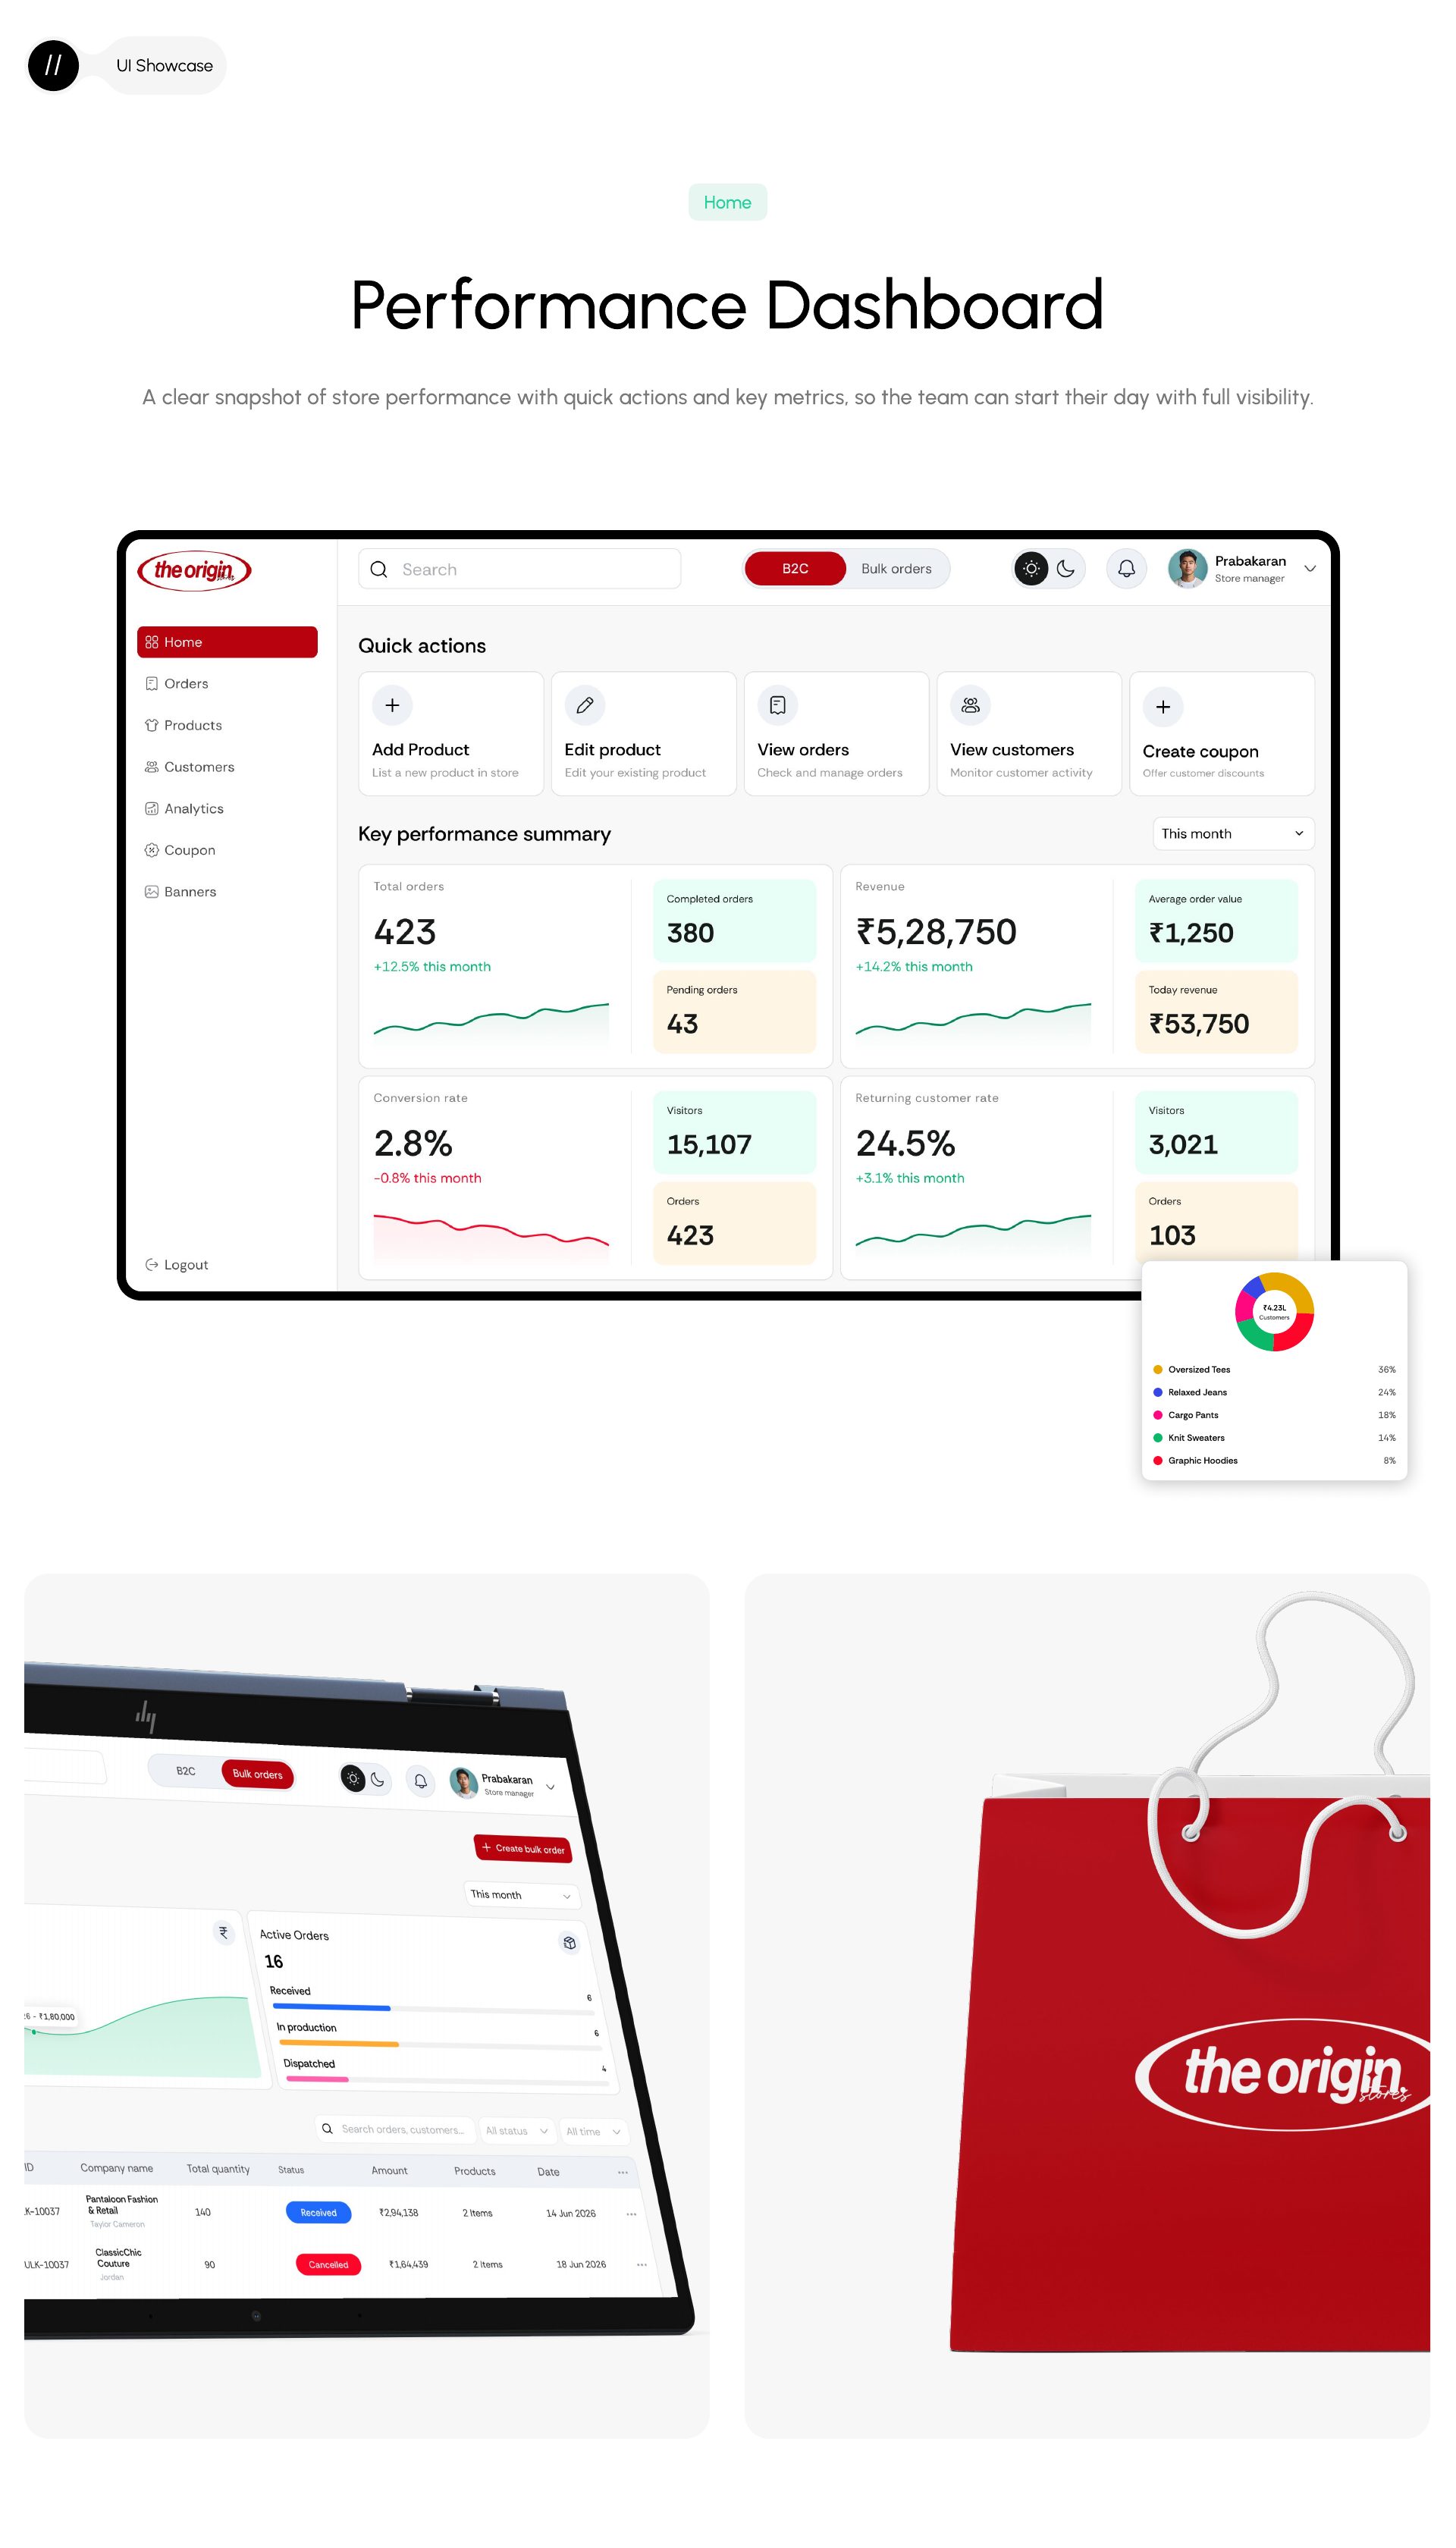 //
UI Showcase
Home
Performance Dashboard
A clear snapshot of store performance with quick actions and key metrics, so the team can start their day with full visibility.
the origin
stores
Search
B2C
Bulk orders
Prabakaran
Store manager
Home
Orders
Products
Customers
Analytics
Coupon
Banners
Logout
Quick actions
Add Product
List a new product in store
Edit product
Edit your existing product
View orders
Check and manage orders
View customers
Monitor customer activity
Create coupon
Offer customer discounts
Key performance summary
This month
Total orders
423
+12.5% this month
Completed orders
380
Pending orders
43
Revenue
₹5,28,750
+14.2% this month
Average order value
₹1,250
Today revenue
₹53,750
Conversion rate
2.8%
-0.8% this month
Visitors
15,107
Orders
423
Returning customer rate
24.5%
+3.1% this month
Visitors
3,021
Orders
103
₹4.23L
Customers
Oversized Tees 36%
Relaxed Jeans 24%
Cargo Pants 18%
Knit Sweaters 14%
Graphic Hoodies 8%
hp
B2C
Bulk orders
Prabakaran
Store manager
+ Create bulk order
This month
₹
Active Orders
16
Received 6
In production 6
Dispatched 4
26 - ₹1,80,000
Search orders, customers...
All status
All time
ID Company name Total quantity Status Amount Products Date
LK-10037 Pantaloon Fashion & Retail 140 Received ₹2,94,138 2 Items 14 Jun 2026
Taylor Cameron
ULK-10037 ClassicChic Couture 90 Cancelled ₹1,64,439 2 Items 18 Jun 2026
Jordan
the origin
stores